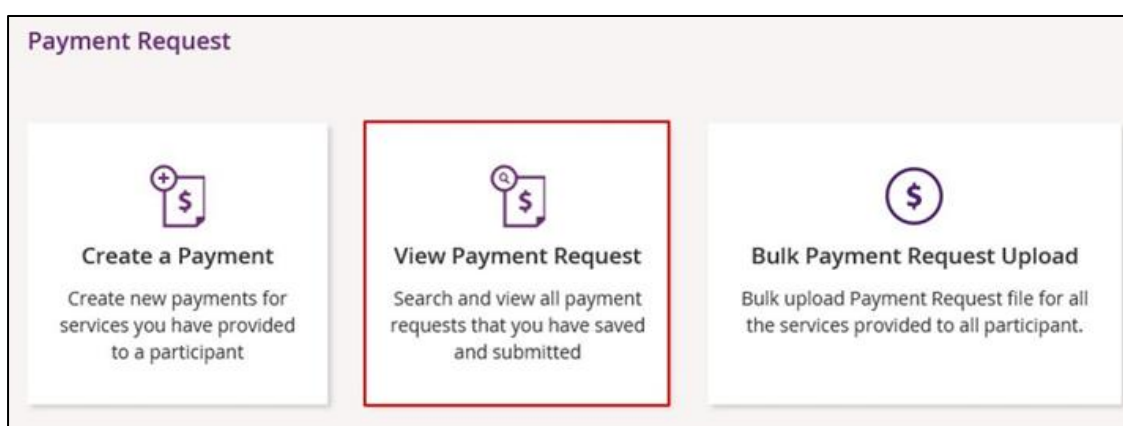 Payment Request
$
Create a Payment
Create new payments for
services you have provided
to a participant
$
View Payment Request
Search and view all payment
requests that you have saved
and submitted
$
Bulk Payment Request Upload
Bulk upload Payment Request file for all
the services provided to all participant.